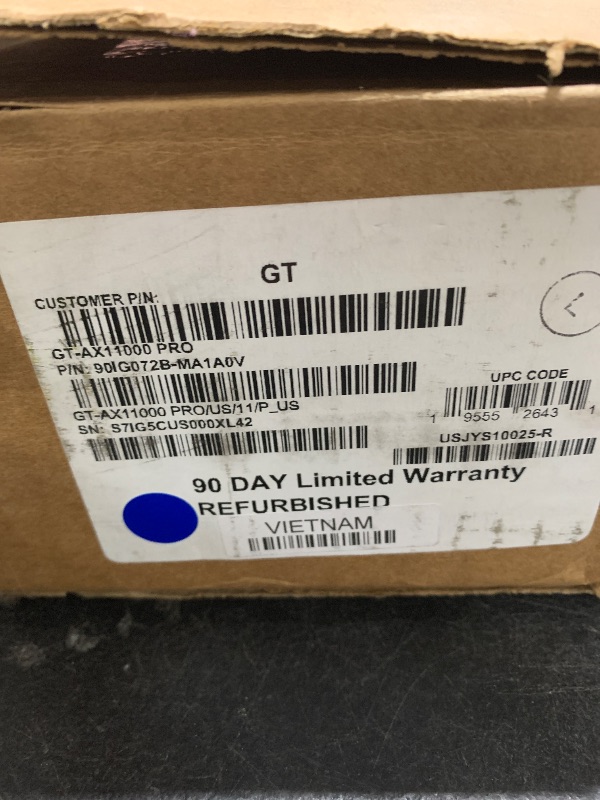 GT
CUSTOMER P/N:
GT-AX11000 PRO
P/N: 90IG072B-MA1A0V
GT-AX11000 PRO/US/11/P_US
SN: S7IG5CUS000XL42
UPC CODE
1 9555 2643 1
USJYS10025-R
90 DAY Limited Warranty
REFURBISHED
VIETNAM